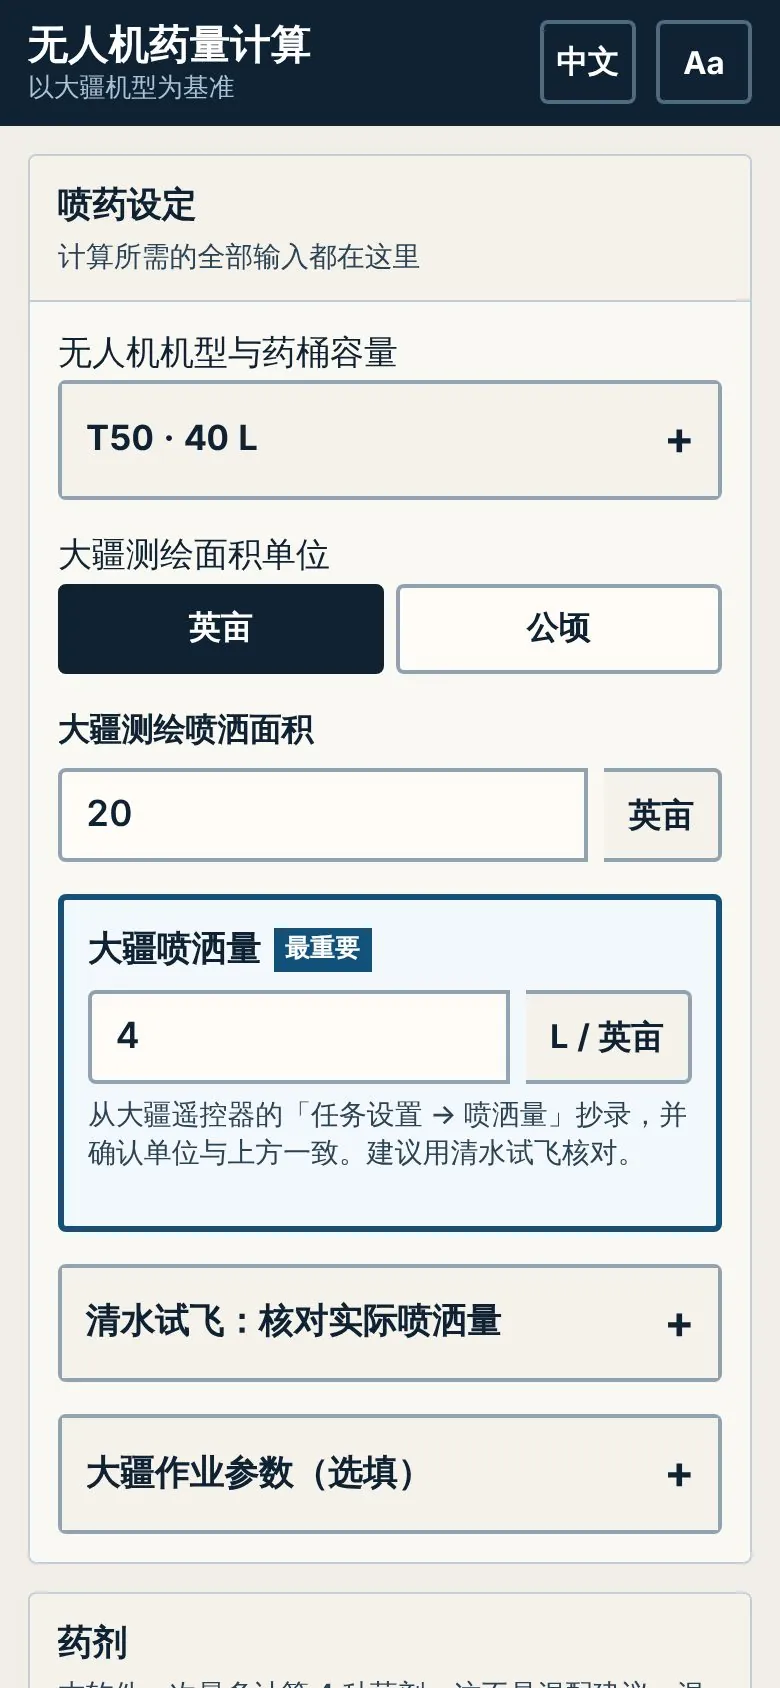 无人机药量计算
以大疆机型为基准
中文
Aa
喷药设定
计算所需的全部输入都在这里
无人机机型与药桶容量
T50 · 40 L
+
大疆测绘面积单位
英亩
公顷
大疆测绘喷洒面积
20
英亩
大疆喷洒量
最重要
4
L / 英亩
从大疆遥控器的「任务设置 → 喷洒量」抄录，并
确认单位与上方一致。建议用清水试飞核对。
清水试飞：核对实际喷洒量
+
大疆作业参数（选填）
+
药剂